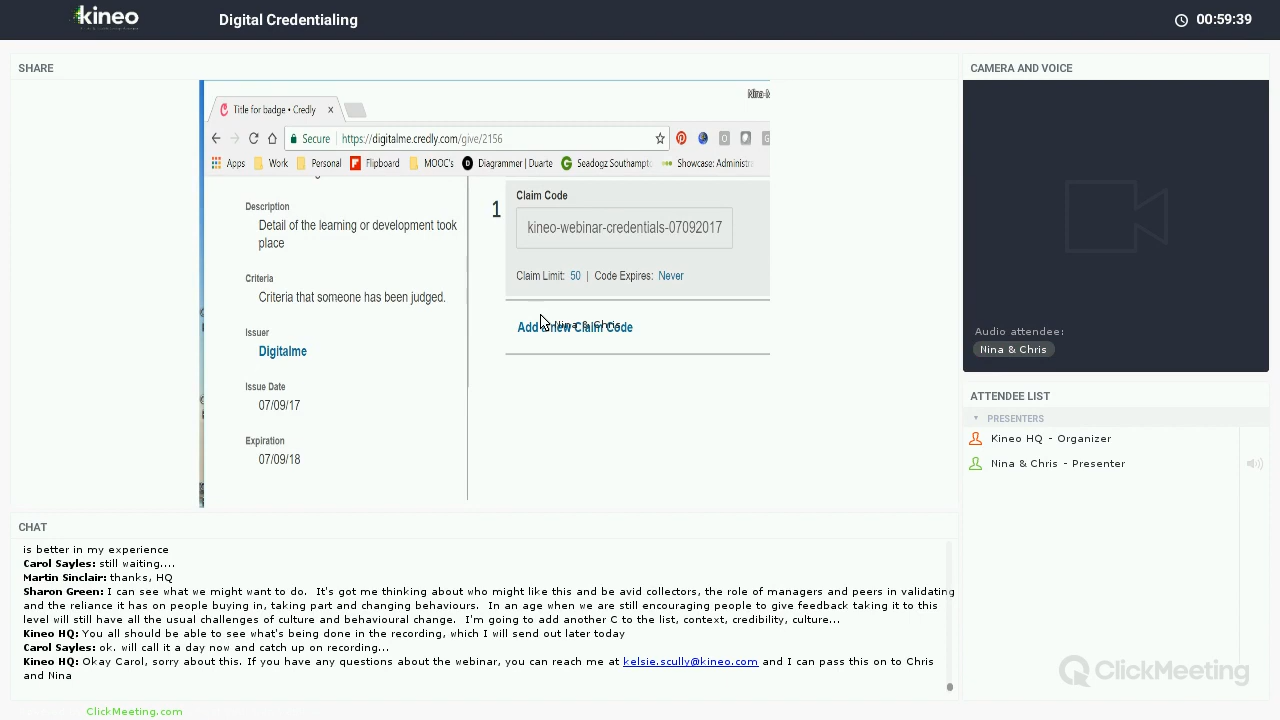 kineo
Digital Credentialing
00:59:39
SHARE
Title for badge • Credly
Secure
https://digitalme.credly.com/give/2156
Apps Work Personal Flipboard MOOC's Diagrammer | Duarte Seadogz Southampt Showcase: Administr
Description
Detail of the learning or development took
place
Criteria
Criteria that someone has been judged.
Issuer
Digitalme
Issue Date
07/09/17
Expiration
07/09/18
1
Claim Code
kineo-webinar-credentials-07092017
Claim Limit: 50 | Code Expires: Never
Add new Claim Code
Nina & Chris
CAMERA AND VOICE
Audio attendee:
Nina & Chris
ATTENDEE LIST
PRESENTERS
Kineo HQ - Organizer
Nina & Chris - Presenter
CHAT
is better in my experience
Carol Sayles: still waiting....
Martin Sinclair: thanks, HQ
Sharon Green: I can see what we might want to do. It's got me thinking about who might like this and be avid collectors, the role of managers and peers in validating
and the reliance it has on people buying in, taking part and changing behaviours. In an age when we are still encouraging people to give feedback taking it to this
level will still have all the usual challenges of culture and behavioural change. I'm going to add another C to the list, context, credibility, culture...
Kineo HQ: You all should be able to see what's being done in the recording, which I will send out later today
Carol Sayles: ok. will call it a day now and catch up on recording...
Kineo HQ: Okay Carol, sorry about this. If you have any questions about the webinar, you can reach me at kelsie.scully@kineo.com and I can pass this on to Chris
and Nina
ClickMeeting
ClickMeeting.com